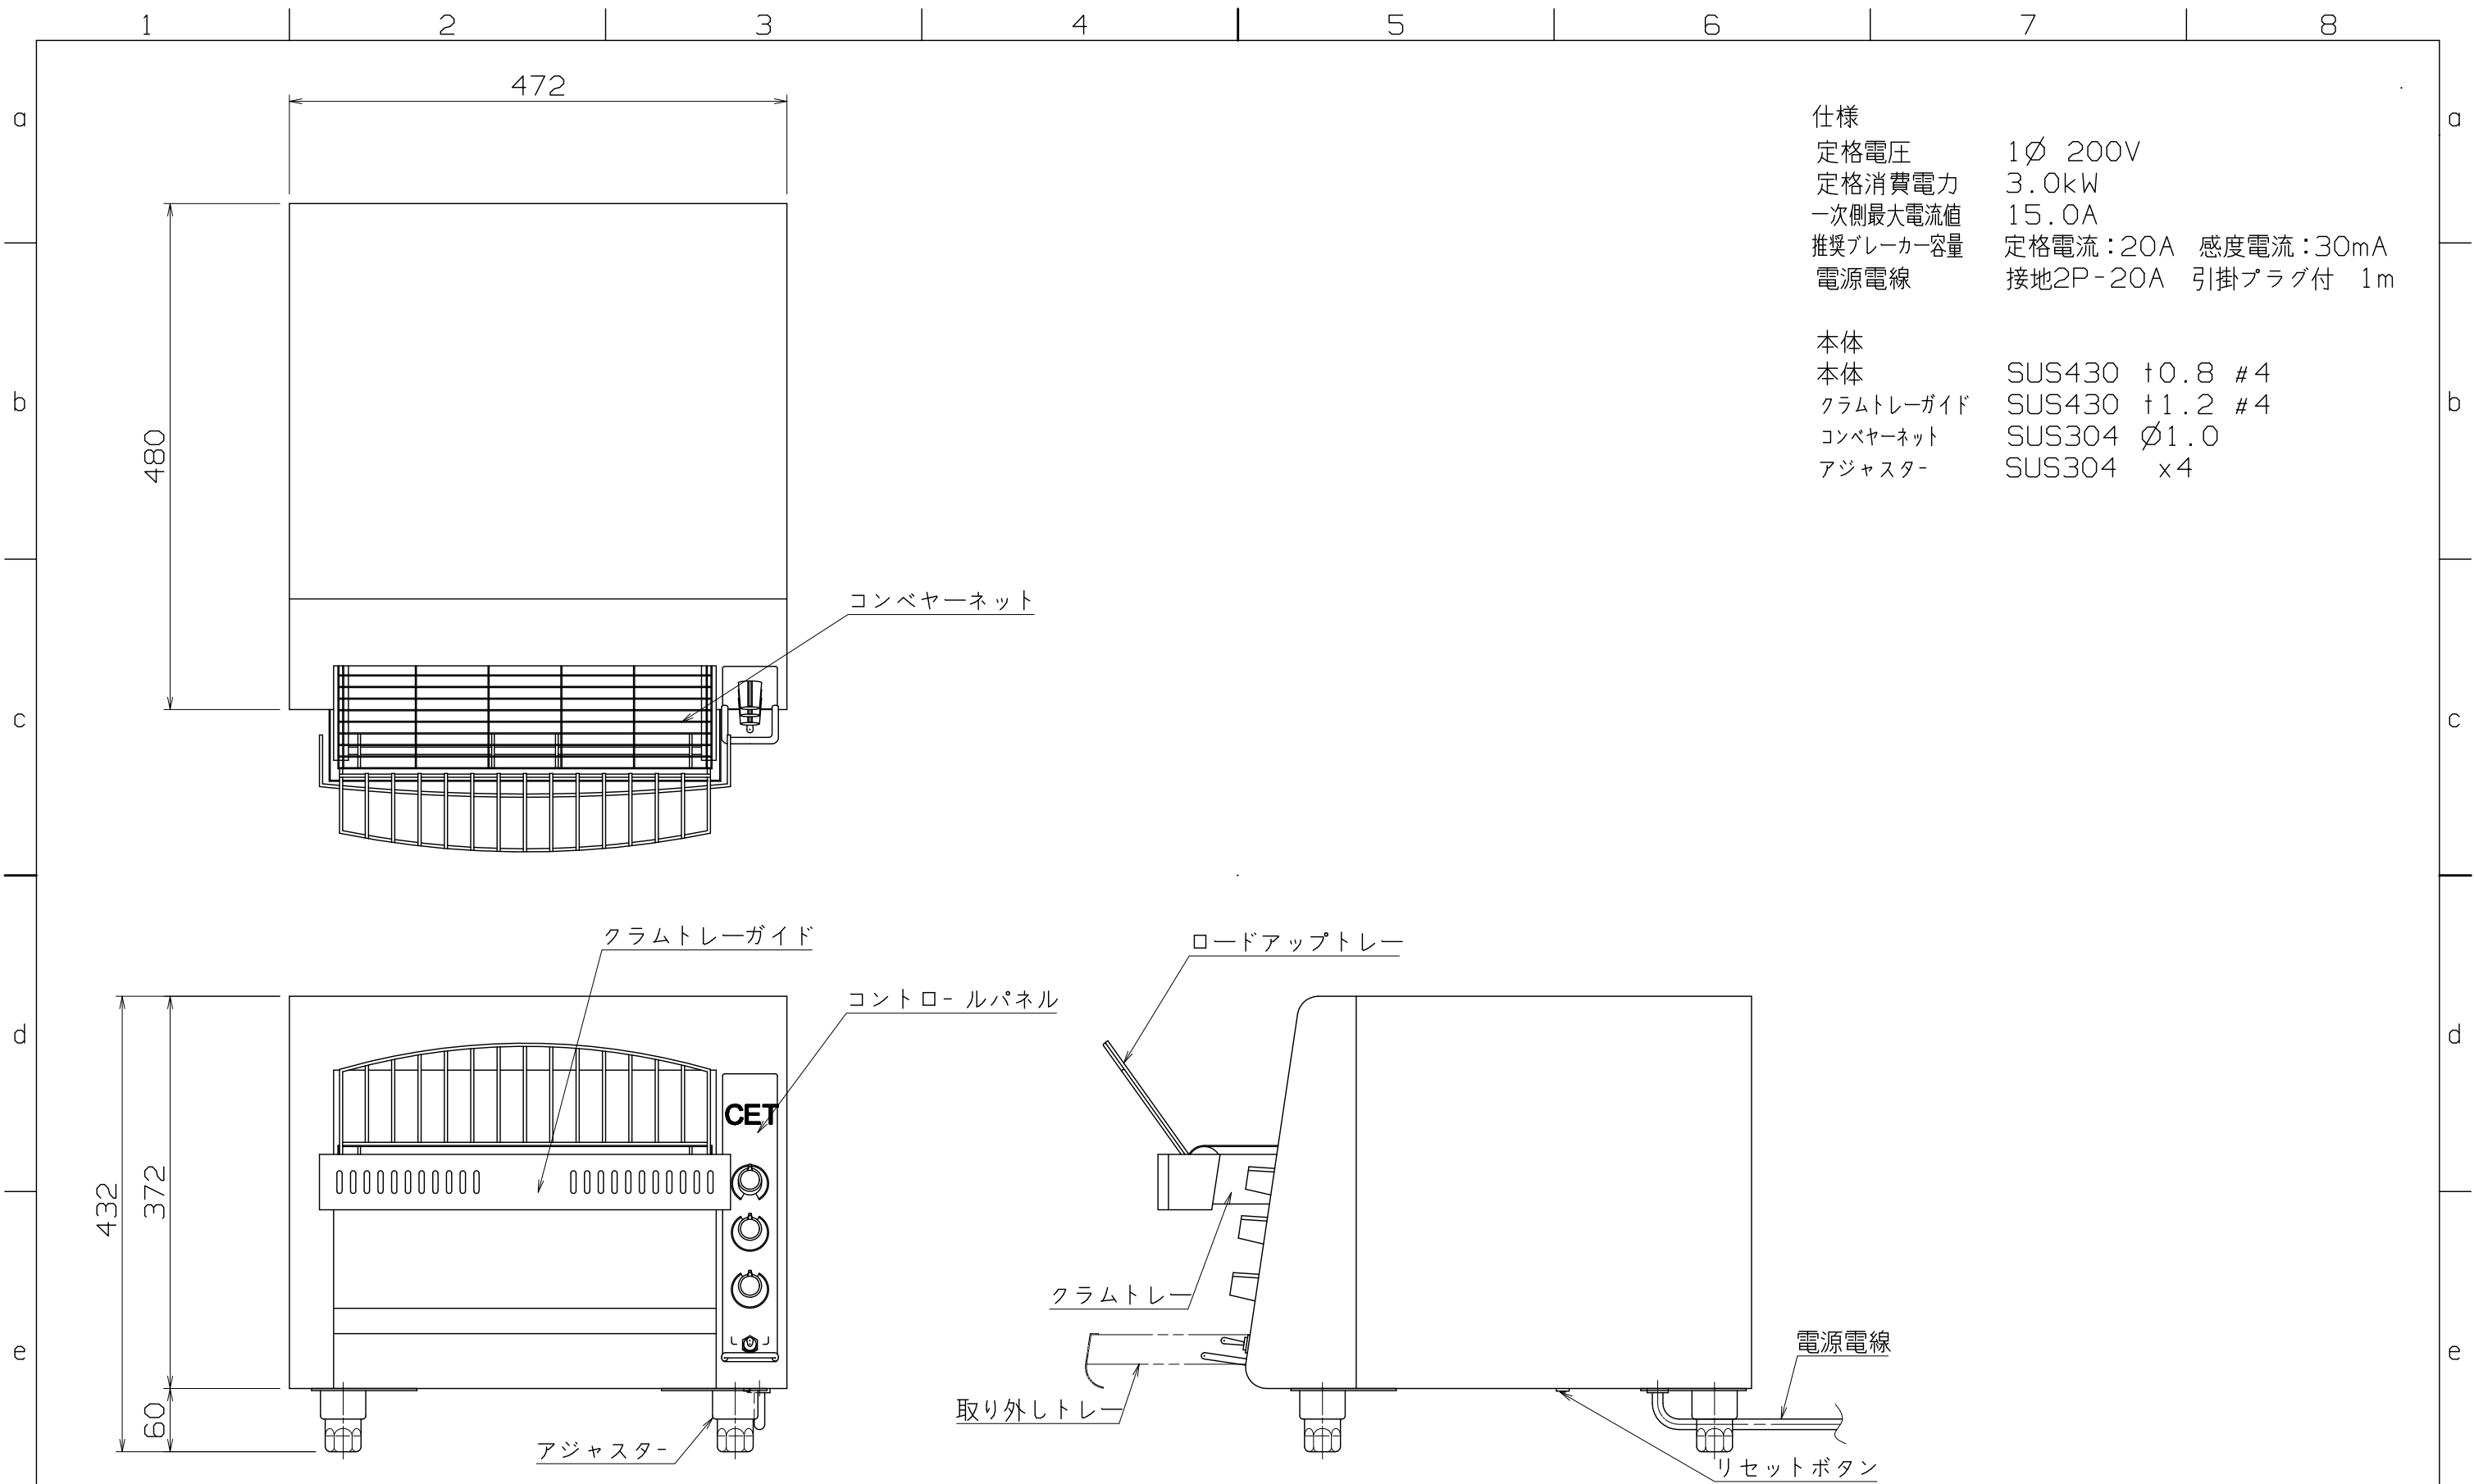 1 2 3 4 5 6 7 8
472
a
a
仕様
定格電圧 1Ø 200V
定格消費電力 3.0kW
一次側最大電流値 15.0A
推奨ブレーカー容量 定格電流:20A 感度電流:30mA
電源電線 接地2P-20A 引掛プラグ付 1m
本体
本体 SUS430 t0.8 #4
クラムトレーガイド SUS430 t1.2 #4
コンベヤーネット SUS304 Ø1.0
アジャスター SUS304 x4
b
b
480
コンベヤーネット
c
c
クラムトレーガイド
ロードアップトレー
コントロールパネル
d
d
CET
432
372
クラムトレー
電源電線
e
e
取り外しトレー
60
アジャスター
リセットボタン